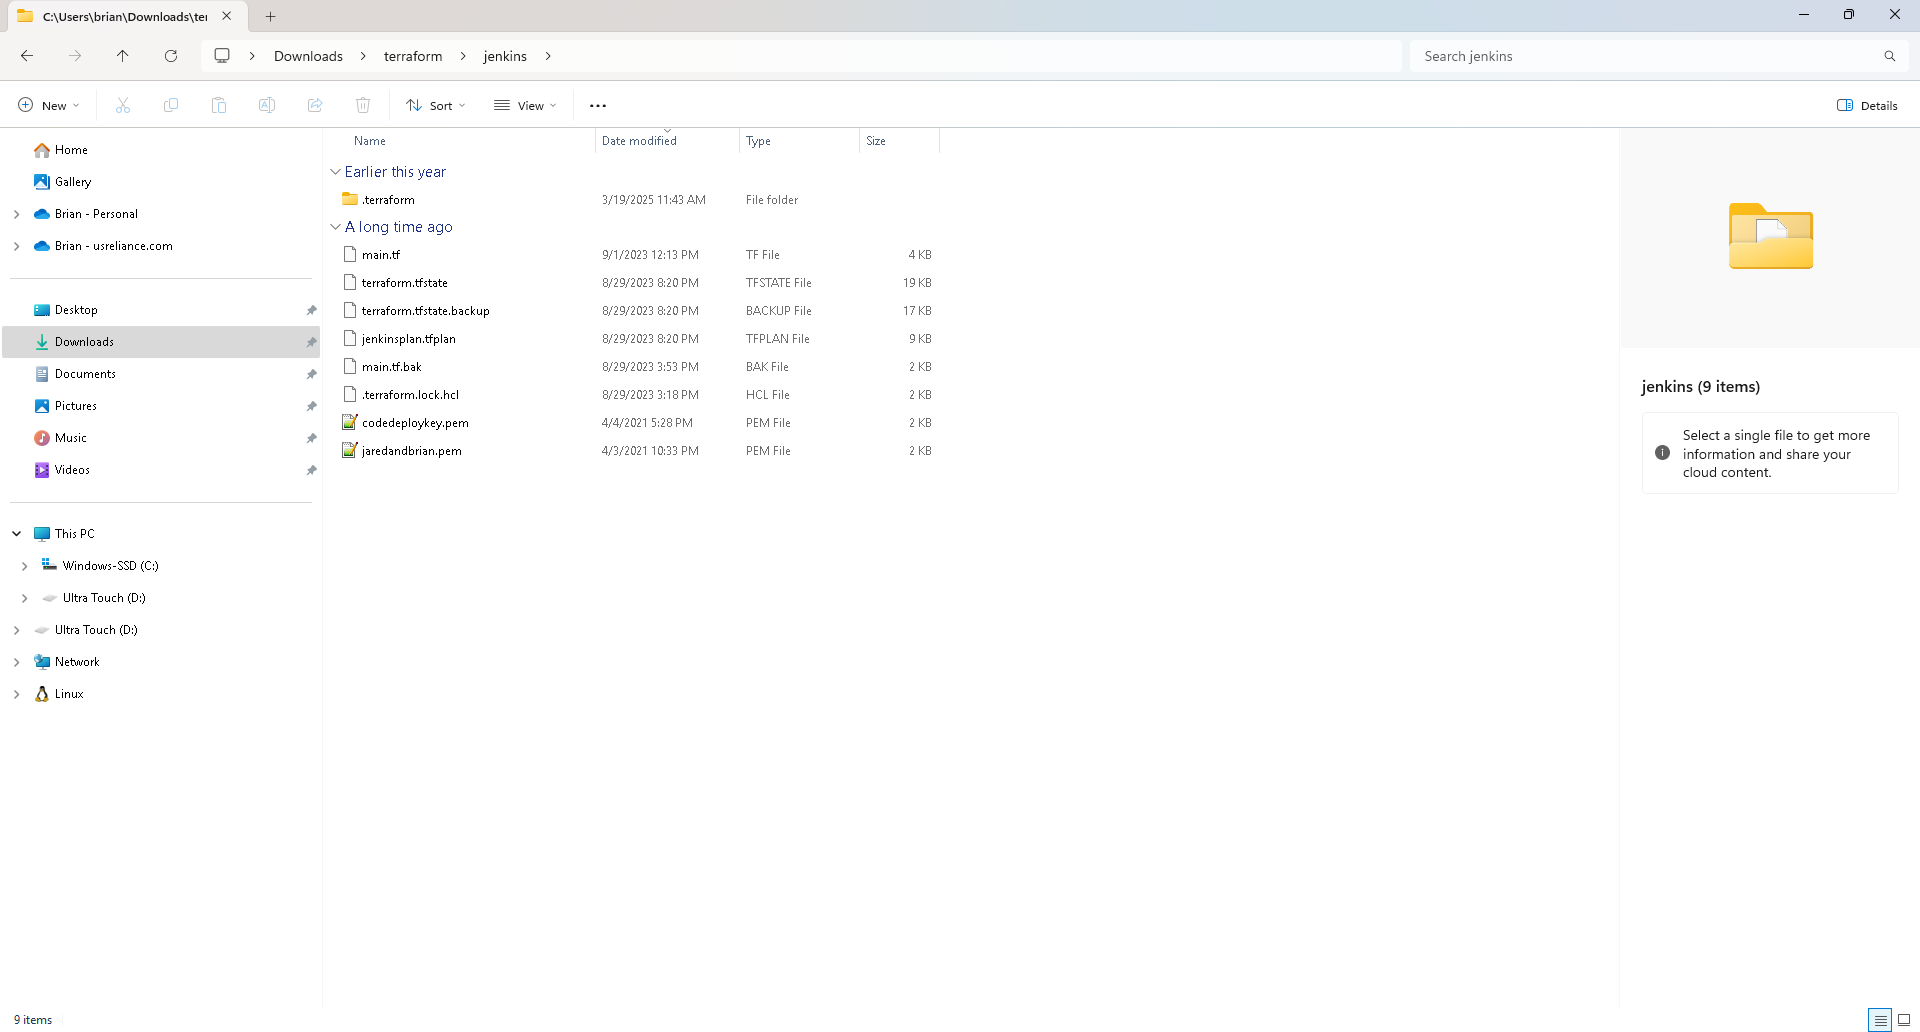 C:\Users\brian\Downloads\ter
Downloads > terraform > jenkins >
Search jenkins
New
Sort
View
Details
Home
Gallery
Brian - Personal
Brian - usreliance.com
Desktop
Downloads
Documents
Pictures
Music
Videos
This PC
Windows-SSD (C:)
Ultra Touch (D:)
Ultra Touch (D:)
Network
Linux
Name Date modified Type Size
Earlier this year
.terraform 3/19/2025 11:43 AM File folder
A long time ago
main.tf 9/1/2023 12:13 PM TF File 4 KB
terraform.tfstate 8/29/2023 8:20 PM TFSTATE File 19 KB
terraform.tfstate.backup 8/29/2023 8:20 PM BACKUP File 17 KB
jenkinsplan.tfplan 8/29/2023 8:20 PM TFPLAN File 9 KB
main.tf.bak 8/29/2023 3:53 PM BAK File 2 KB
.terraform.lock.hcl 8/29/2023 3:18 PM HCL File 2 KB
codedeploykey.pem 4/4/2021 5:28 PM PEM File 2 KB
jaredandbrian.pem 4/3/2021 10:33 PM PEM File 2 KB
jenkins (9 items)
Select a single file to get more
information and share your
cloud content.
9 items